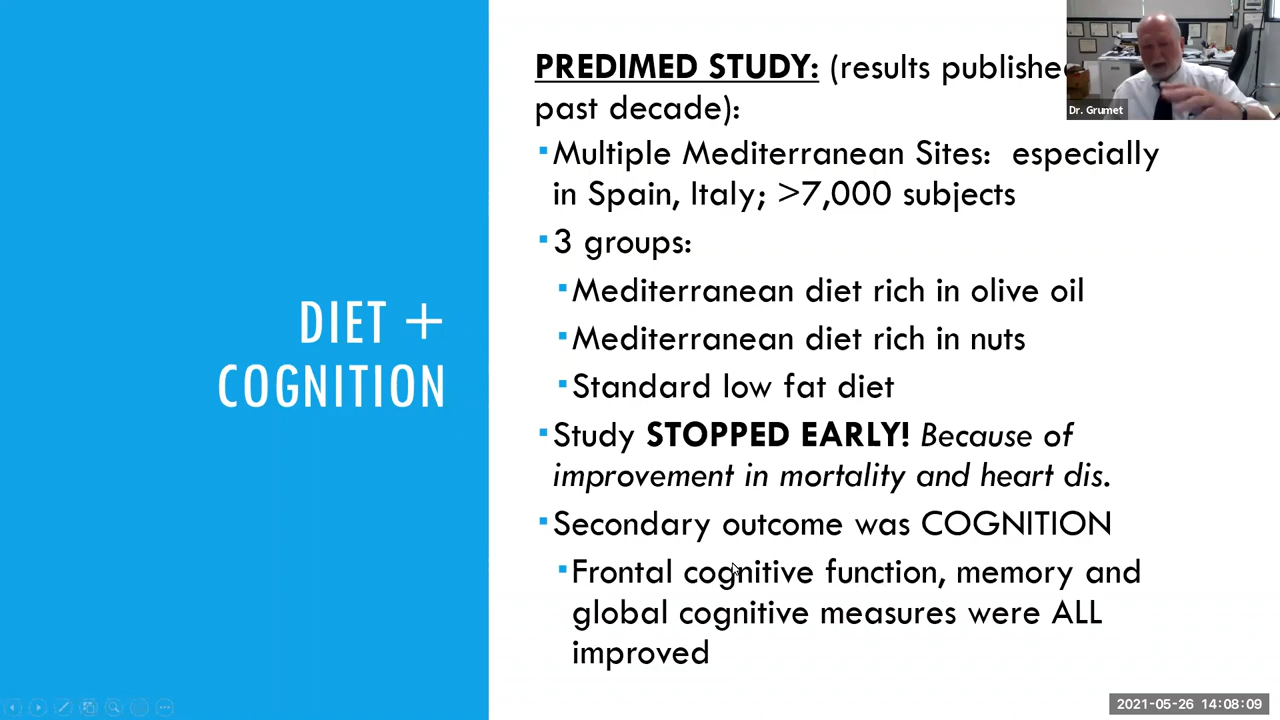 DIET +
COGNITION
PREDIMED STUDY: (results published
past decade):
Multiple Mediterranean Sites: especially
in Spain, Italy; >7,000 subjects
3 groups:
Mediterranean diet rich in olive oil
Mediterranean diet rich in nuts
Standard low fat diet
Study STOPPED EARLY! Because of
improvement in mortality and heart dis.
Secondary outcome was COGNITION
Frontal cognitive function, memory and
global cognitive measures were ALL
improved
Dr. Grumet
2021-05-26 14:08:09